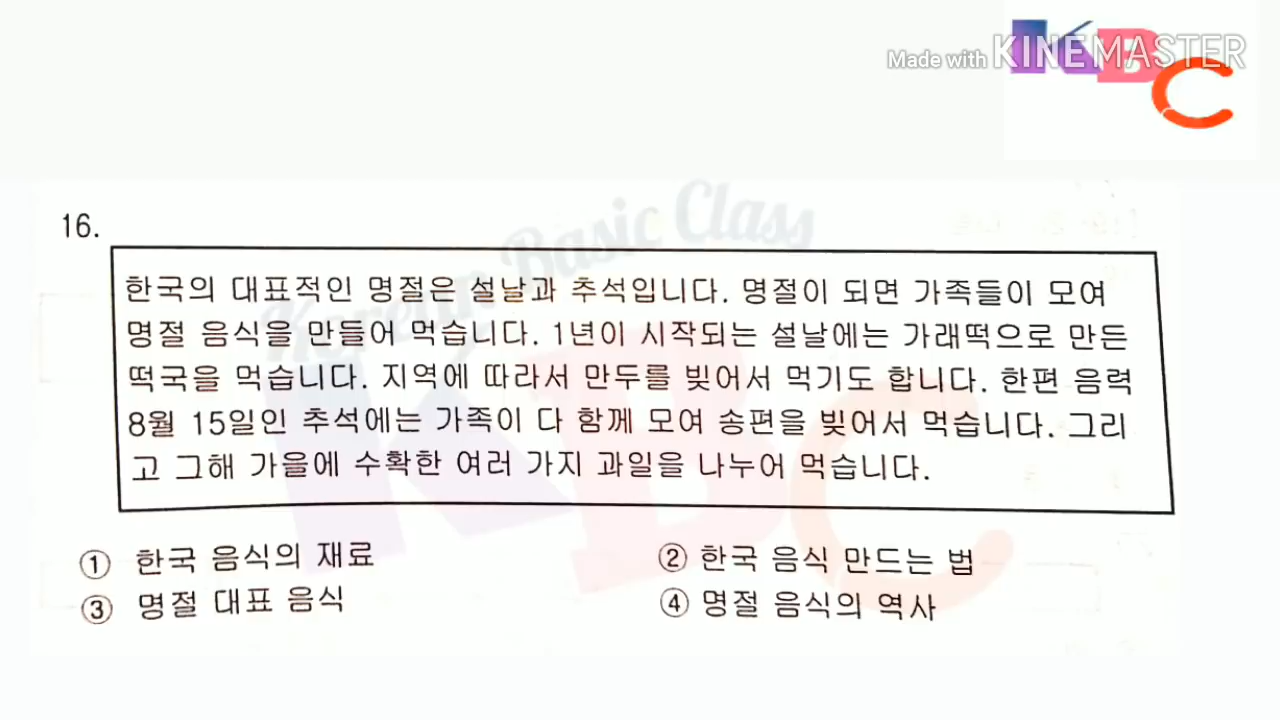 Made with KINEMASTER
KBC
Korean Basic Class
16.
한국의 대표적인 명절은 설날과 추석입니다. 명절이 되면 가족들이 모여
명절 음식을 만들어 먹습니다. 1년이 시작되는 설날에는 가래떡으로 만든
떡국을 먹습니다. 지역에 따라서 만두를 빚어서 먹기도 합니다. 한편 음력
8월 15일인 추석에는 가족이 다 함께 모여 송편을 빚어서 먹습니다. 그리
고 그해 가을에 수확한 여러 가지 과일을 나누어 먹습니다.
① 한국 음식의 재료
② 한국 음식 만드는 법
③ 명절 대표 음식
④ 명절 음식의 역사
KBC